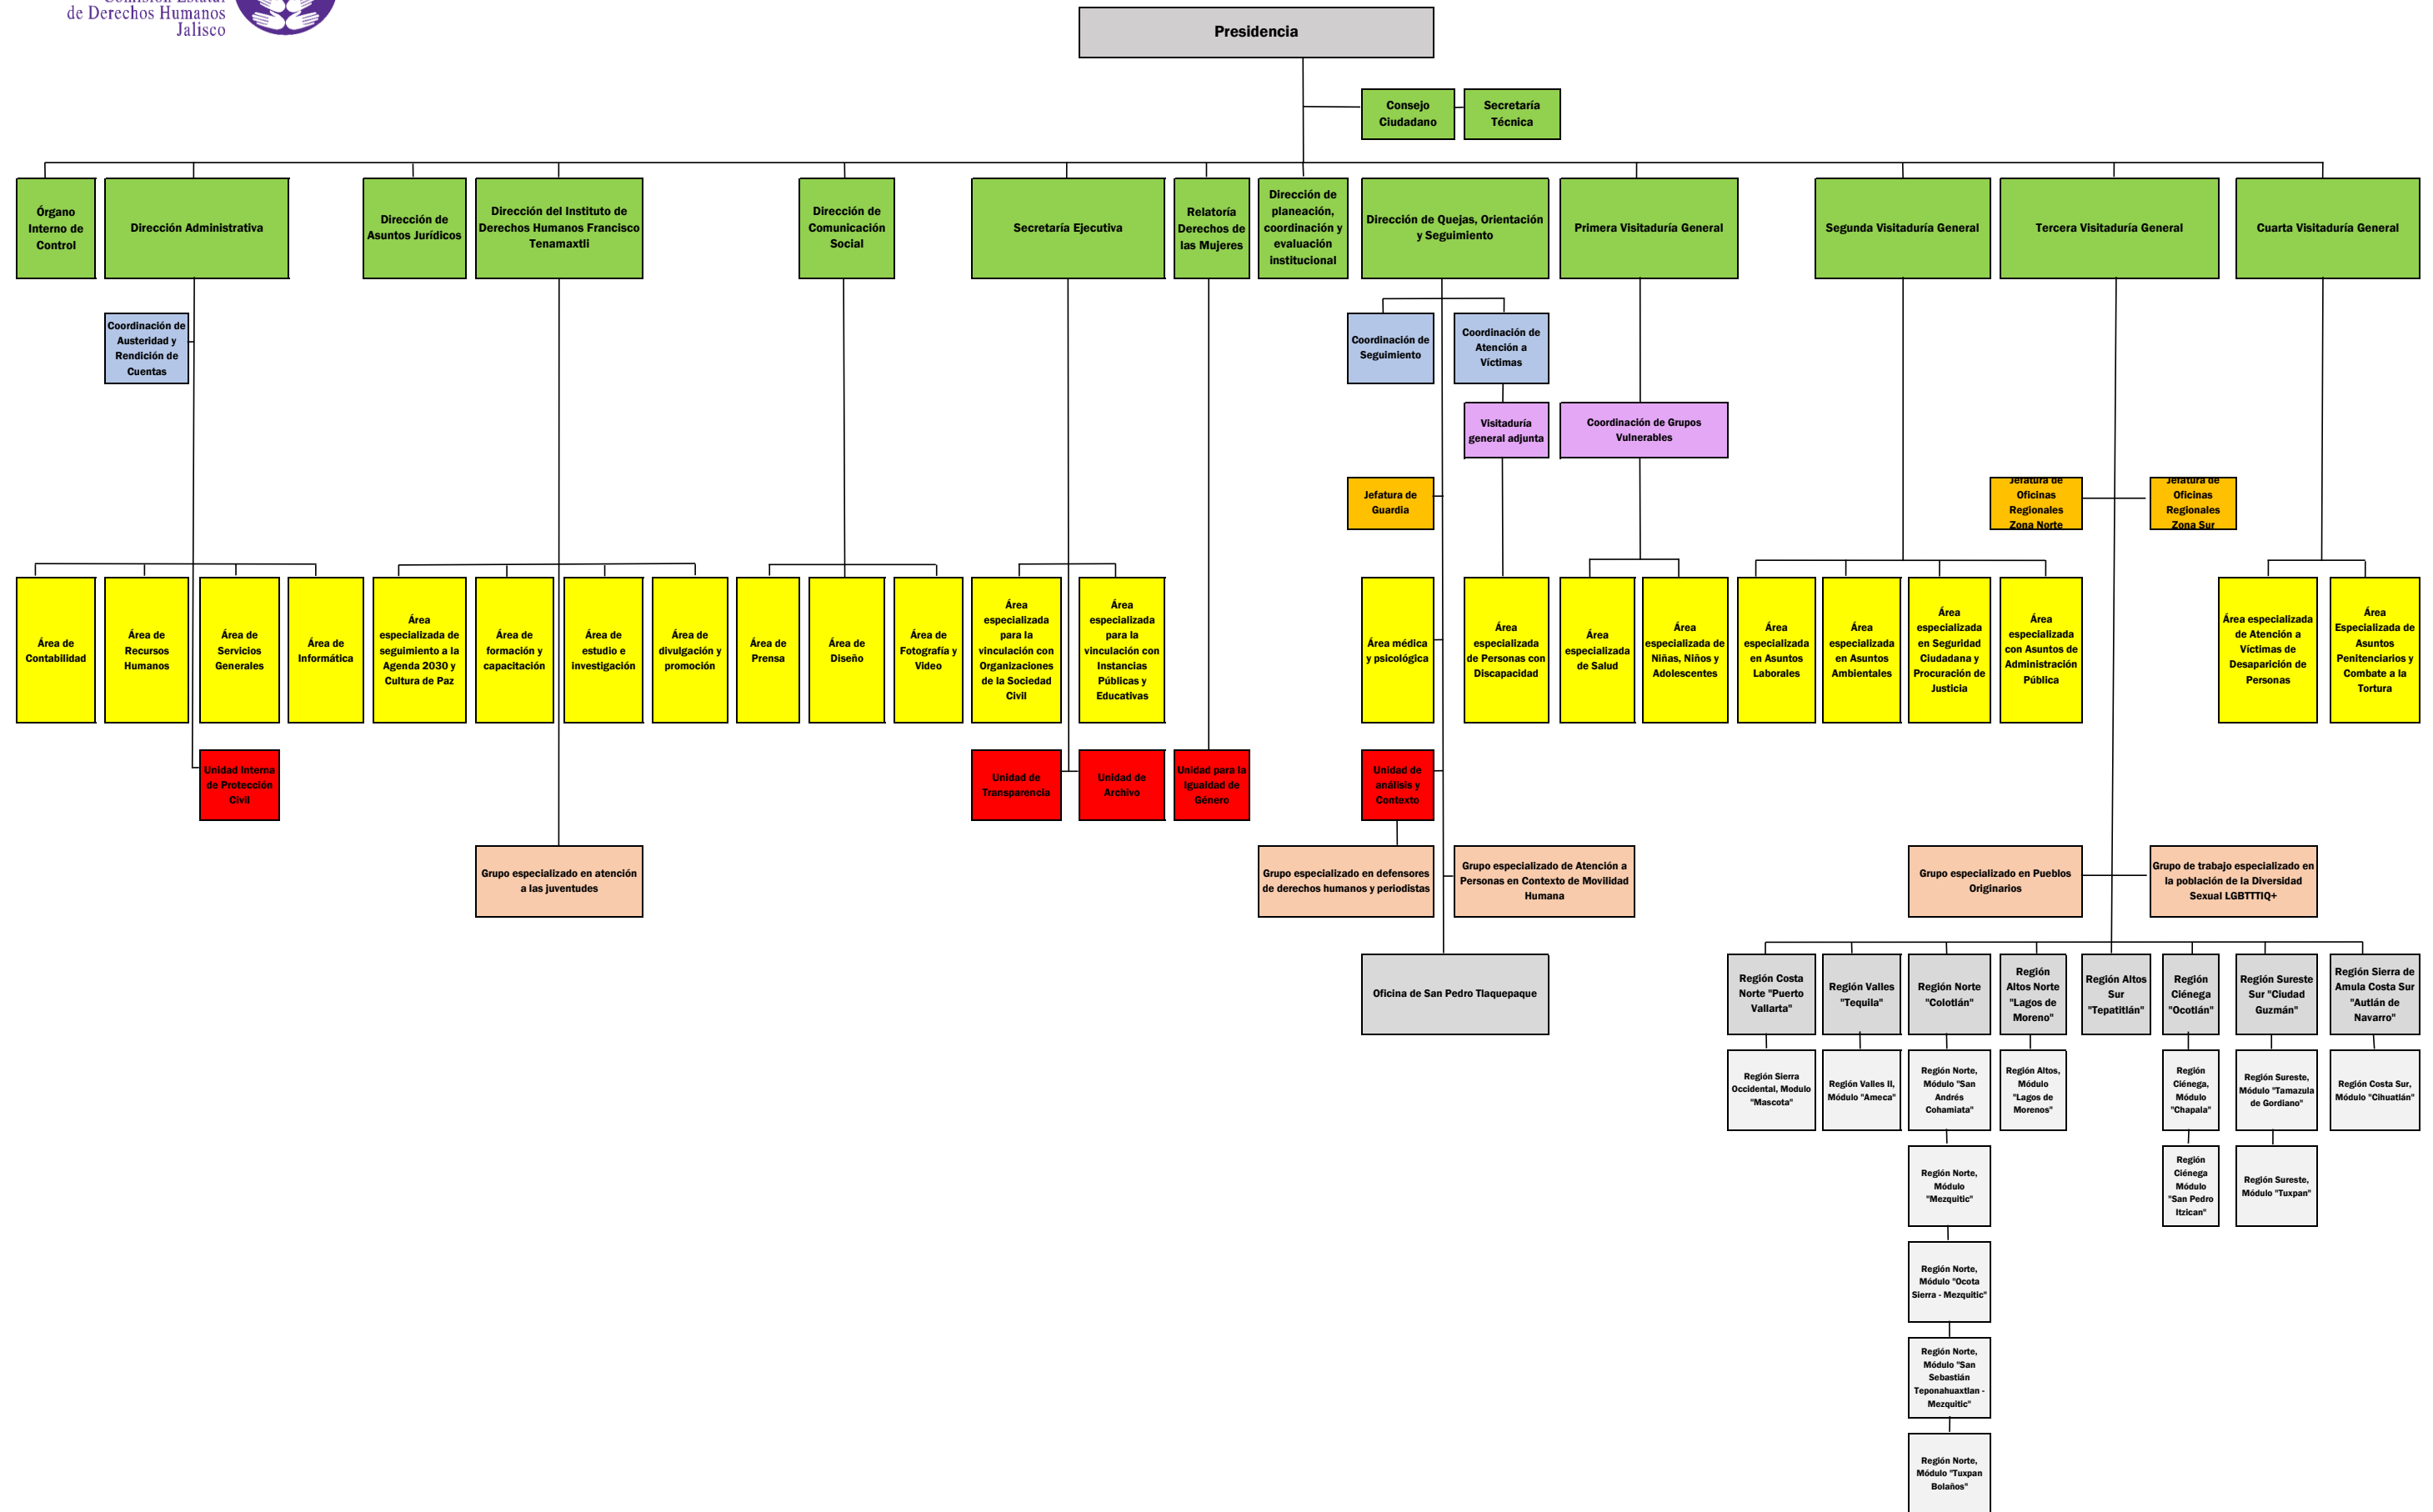 Comisión Estatal
de Derechos Humanos
Jalisco
Presidencia
Consejo
Ciudadano
Secretaría
Técnica
Órgano
Interno de
Control
Dirección Administrativa
Dirección de
Asuntos Jurídicos
Dirección del Instituto de
Derechos Humanos Francisco
Tenamaxtli
Dirección de
Comunicación
Social
Secretaría Ejecutiva
Relatoría
Derechos de
las Mujeres
Dirección de
planeación,
coordinación y
evaluación
institucional
Dirección de Quejas, Orientación
y Seguimiento
Primera Visitaduría General
Segunda Visitaduría General
Tercera Visitaduría General
Cuarta Visitaduría General
Coordinación de
Austeridad y
Rendición de
Cuentas
Coordinación de
Seguimiento
Coordinación de
Atención a
Víctimas
Visitaduría
general adjunta
Coordinación de Grupos
Vulnerables
Jefatura de
Guardia
Jefatura de
Oficinas
Regionales
Zona Norte
Jefatura de
Oficinas
Regionales
Zona Sur
Área de
Contabilidad
Área de
Recursos
Humanos
Área de
Servicios
Generales
Área de
Informática
Área
especializada de
seguimiento a la
Agenda 2030 y
Cultura de Paz
Área de
formación y
capacitación
Área de
estudio e
investigación
Área de
divulgación y
promoción
Área de
Prensa
Área de
Diseño
Área de
Fotografía y
Video
Área
especializada
para la
vinculación con
Organizaciones
de la Sociedad
Civil
Área
especializada
para la
vinculación con
Instancias
Públicas y
Educativas
Área médica
y psicológica
Área
especializada
de Personas con
Discapacidad
Área
especializada
de Salud
Área
especializada de
Niñas, Niños y
Adolescentes
Área
especializada
en Asuntos
Laborales
Área
especializada
en Asuntos
Ambientales
Área
especializada
en Seguridad
Ciudadana y
Procuración de
Justicia
Área
especializada
con Asuntos de
Administración
Pública
Área especializada
de Atención a
Víctimas de
Desaparición de
Personas
Área
Especializada de
Asuntos
Penitenciarios y
Combate a la
Tortura
Unidad Interna
de Protección
Civil
Unidad de
Transparencia
Unidad de
Archivo
Unidad para la
Igualdad de
Género
Unidad de
análisis y
Contexto
Grupo especializado en atención
a las juventudes
Grupo especializado en defensores
de derechos humanos y periodistas
Grupo especializado de Atención a
Personas en Contexto de Movilidad
Humana
Grupo especializado en Pueblos
Originarios
Grupo de trabajo especializado en
la población de la Diversidad
Sexual LGBTTTIQ+
Oficina de San Pedro Tlaquepaque
Región Costa
Norte "Puerto
Vallarta"
Región Valles
"Tequila"
Región Norte
"Colotlán"
Región
Altos Norte
"Lagos de
Moreno"
Región Altos
Sur
"Tepatitlán"
Región
Ciénega
"Ocotlán"
Región Sureste
Sur "Ciudad
Guzmán"
Región Sierra de
Amula Costa Sur
"Autlán de
Navarro"
Región Sierra
Occidental, Modulo
"Mascota"
Región Valles II,
Módulo "Ameca"
Región Norte,
Módulo "San
Andrés
Cohamiata"
Región Altos,
Módulo
"Lagos de
Morenos"
Región
Ciénega,
Módulo
"Chapala"
Región Sureste,
Módulo "Tamazula
de Gordiano"
Región Costa Sur,
Módulo "Cihuatlán"
Región Norte,
Módulo
"Mezquitic"
Región
Ciénega
Módulo
"San Pedro
Itzican"
Región Sureste,
Módulo "Tuxpan"
Región Norte,
Módulo "Ocota
Sierra - Mezquitic"
Región Norte,
Módulo "San
Sebastián
Teponahuaxtlan -
Mezquitic"
Región Norte,
Módulo "Tuxpan
Bolaños"